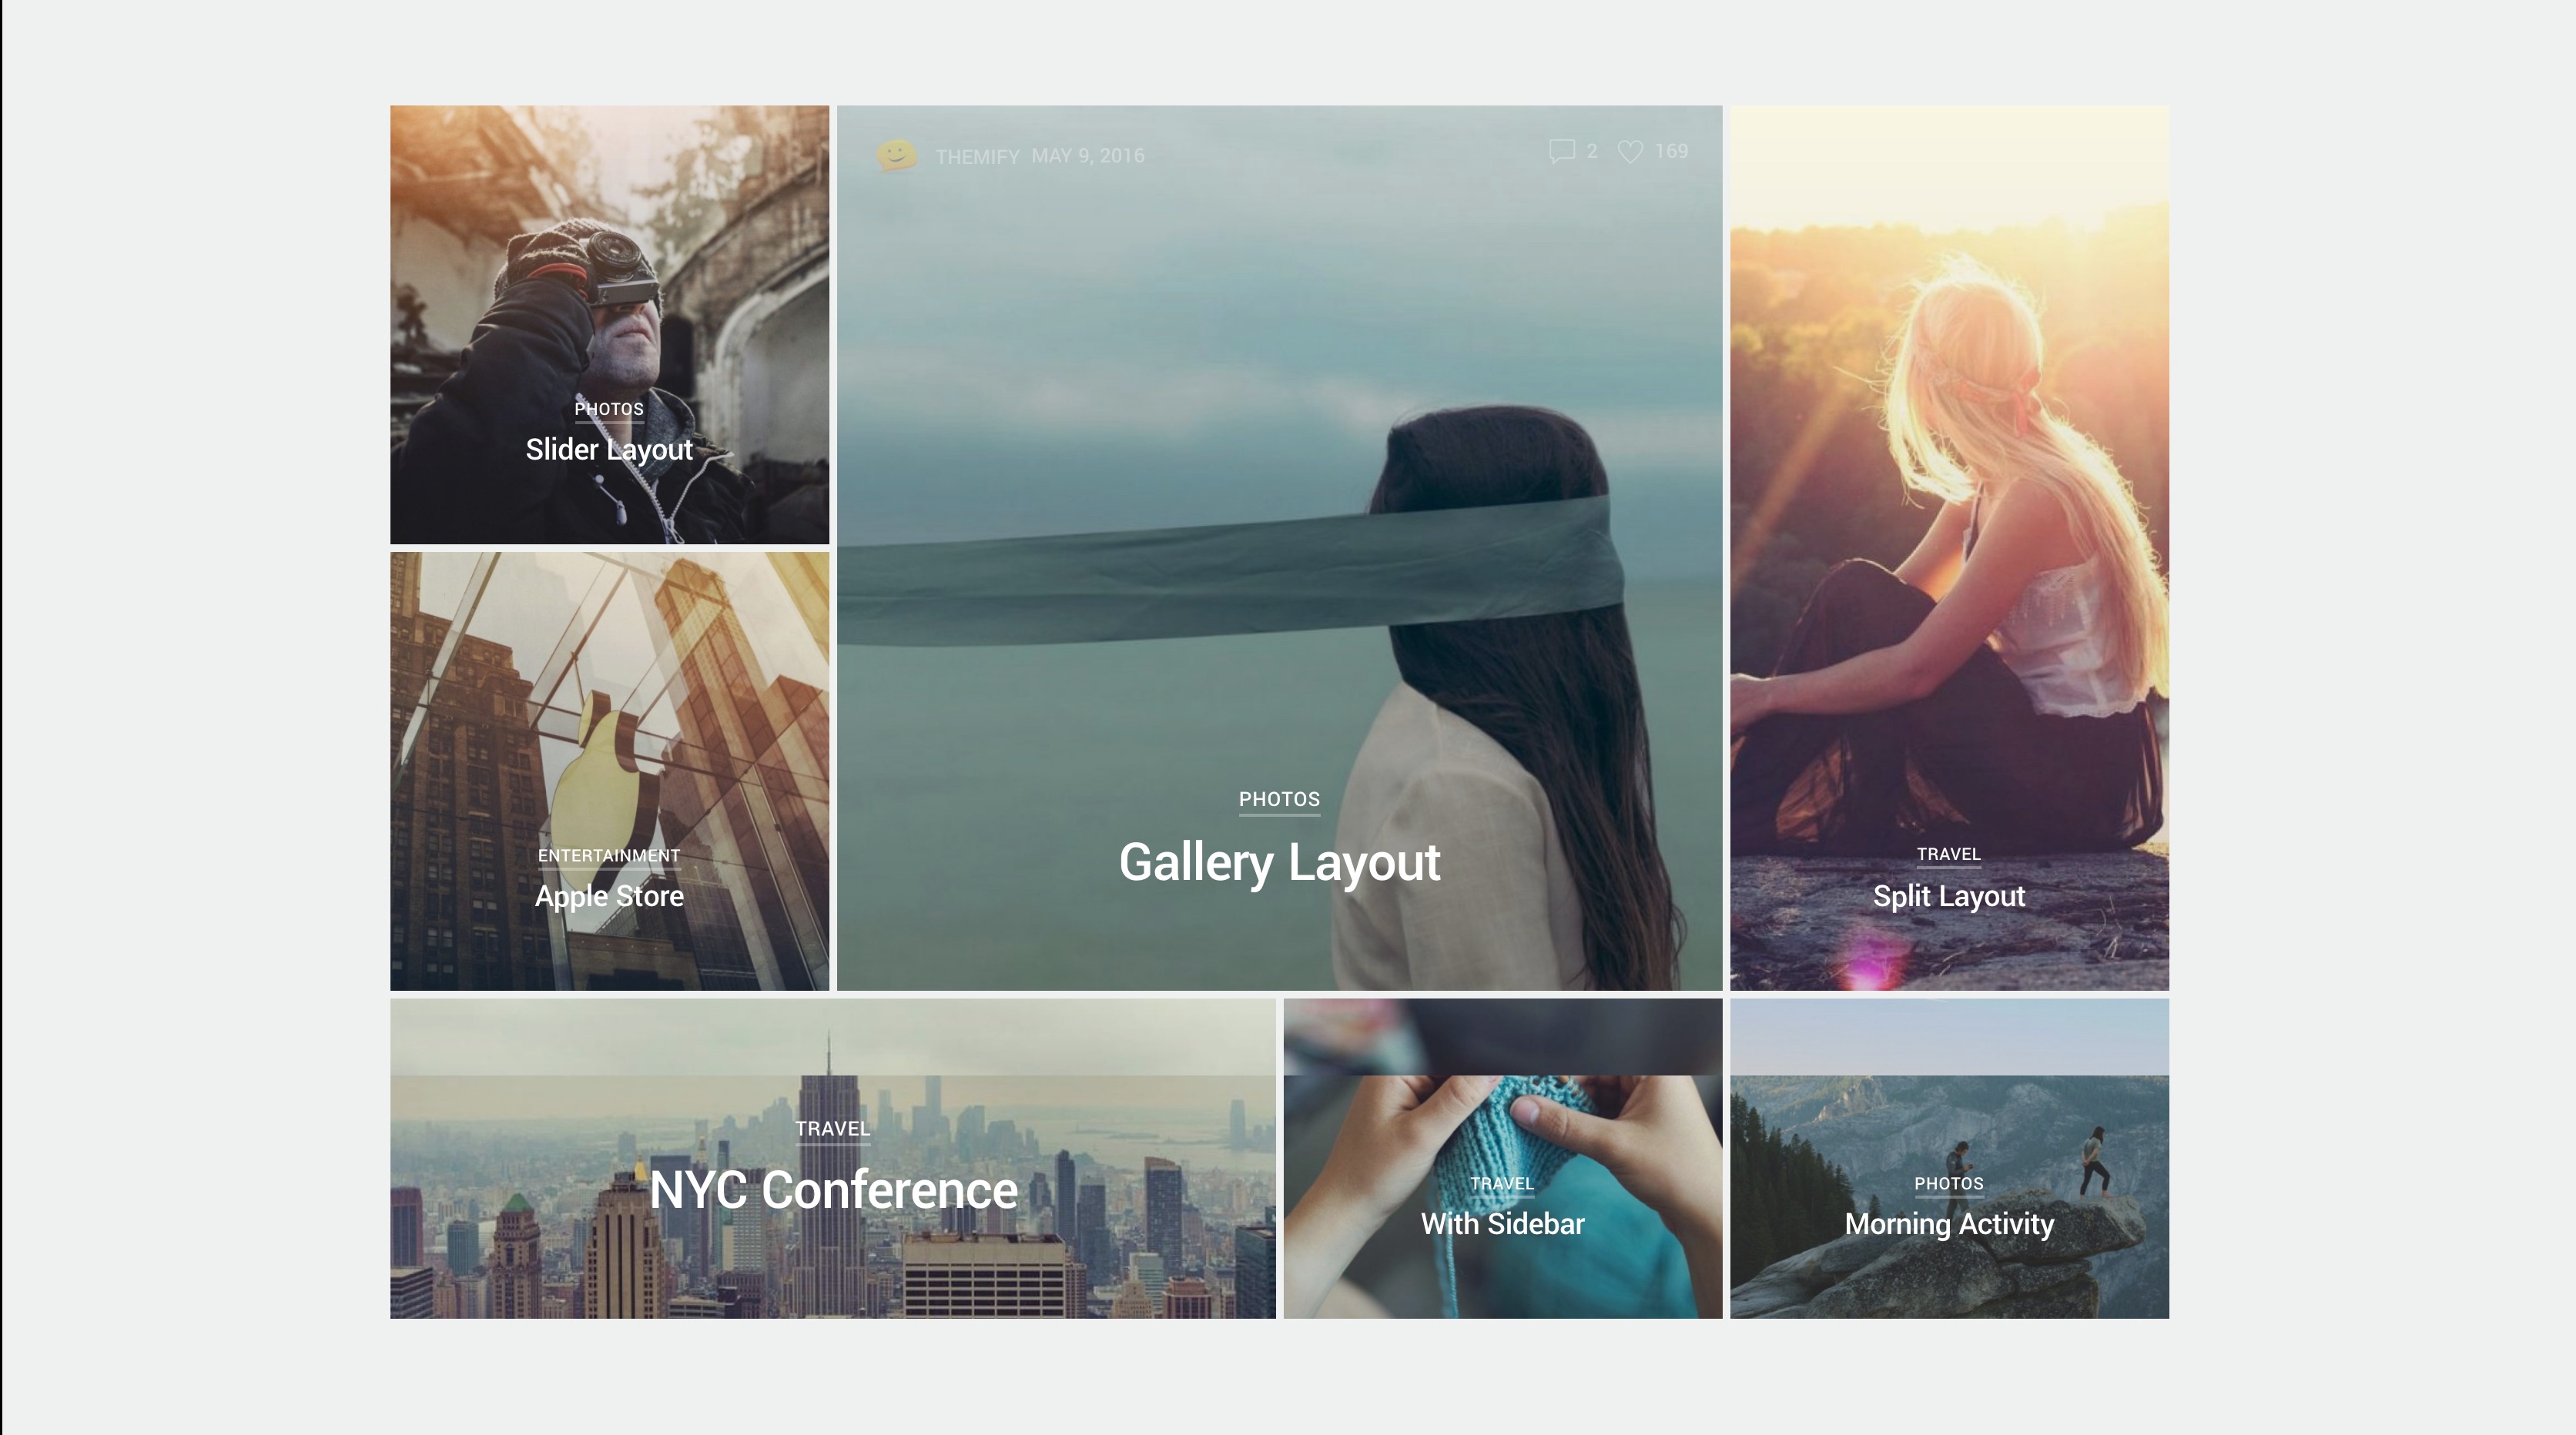 PHOTOS
Slider Layout
THEMIFY MAY 9, 2016
2 169
PHOTOS
Gallery Layout
TRAVEL
Split Layout
ENTERTAINMENT
Apple Store
TRAVEL
NYC Conference
TRAVEL
With Sidebar
PHOTOS
Morning Activity